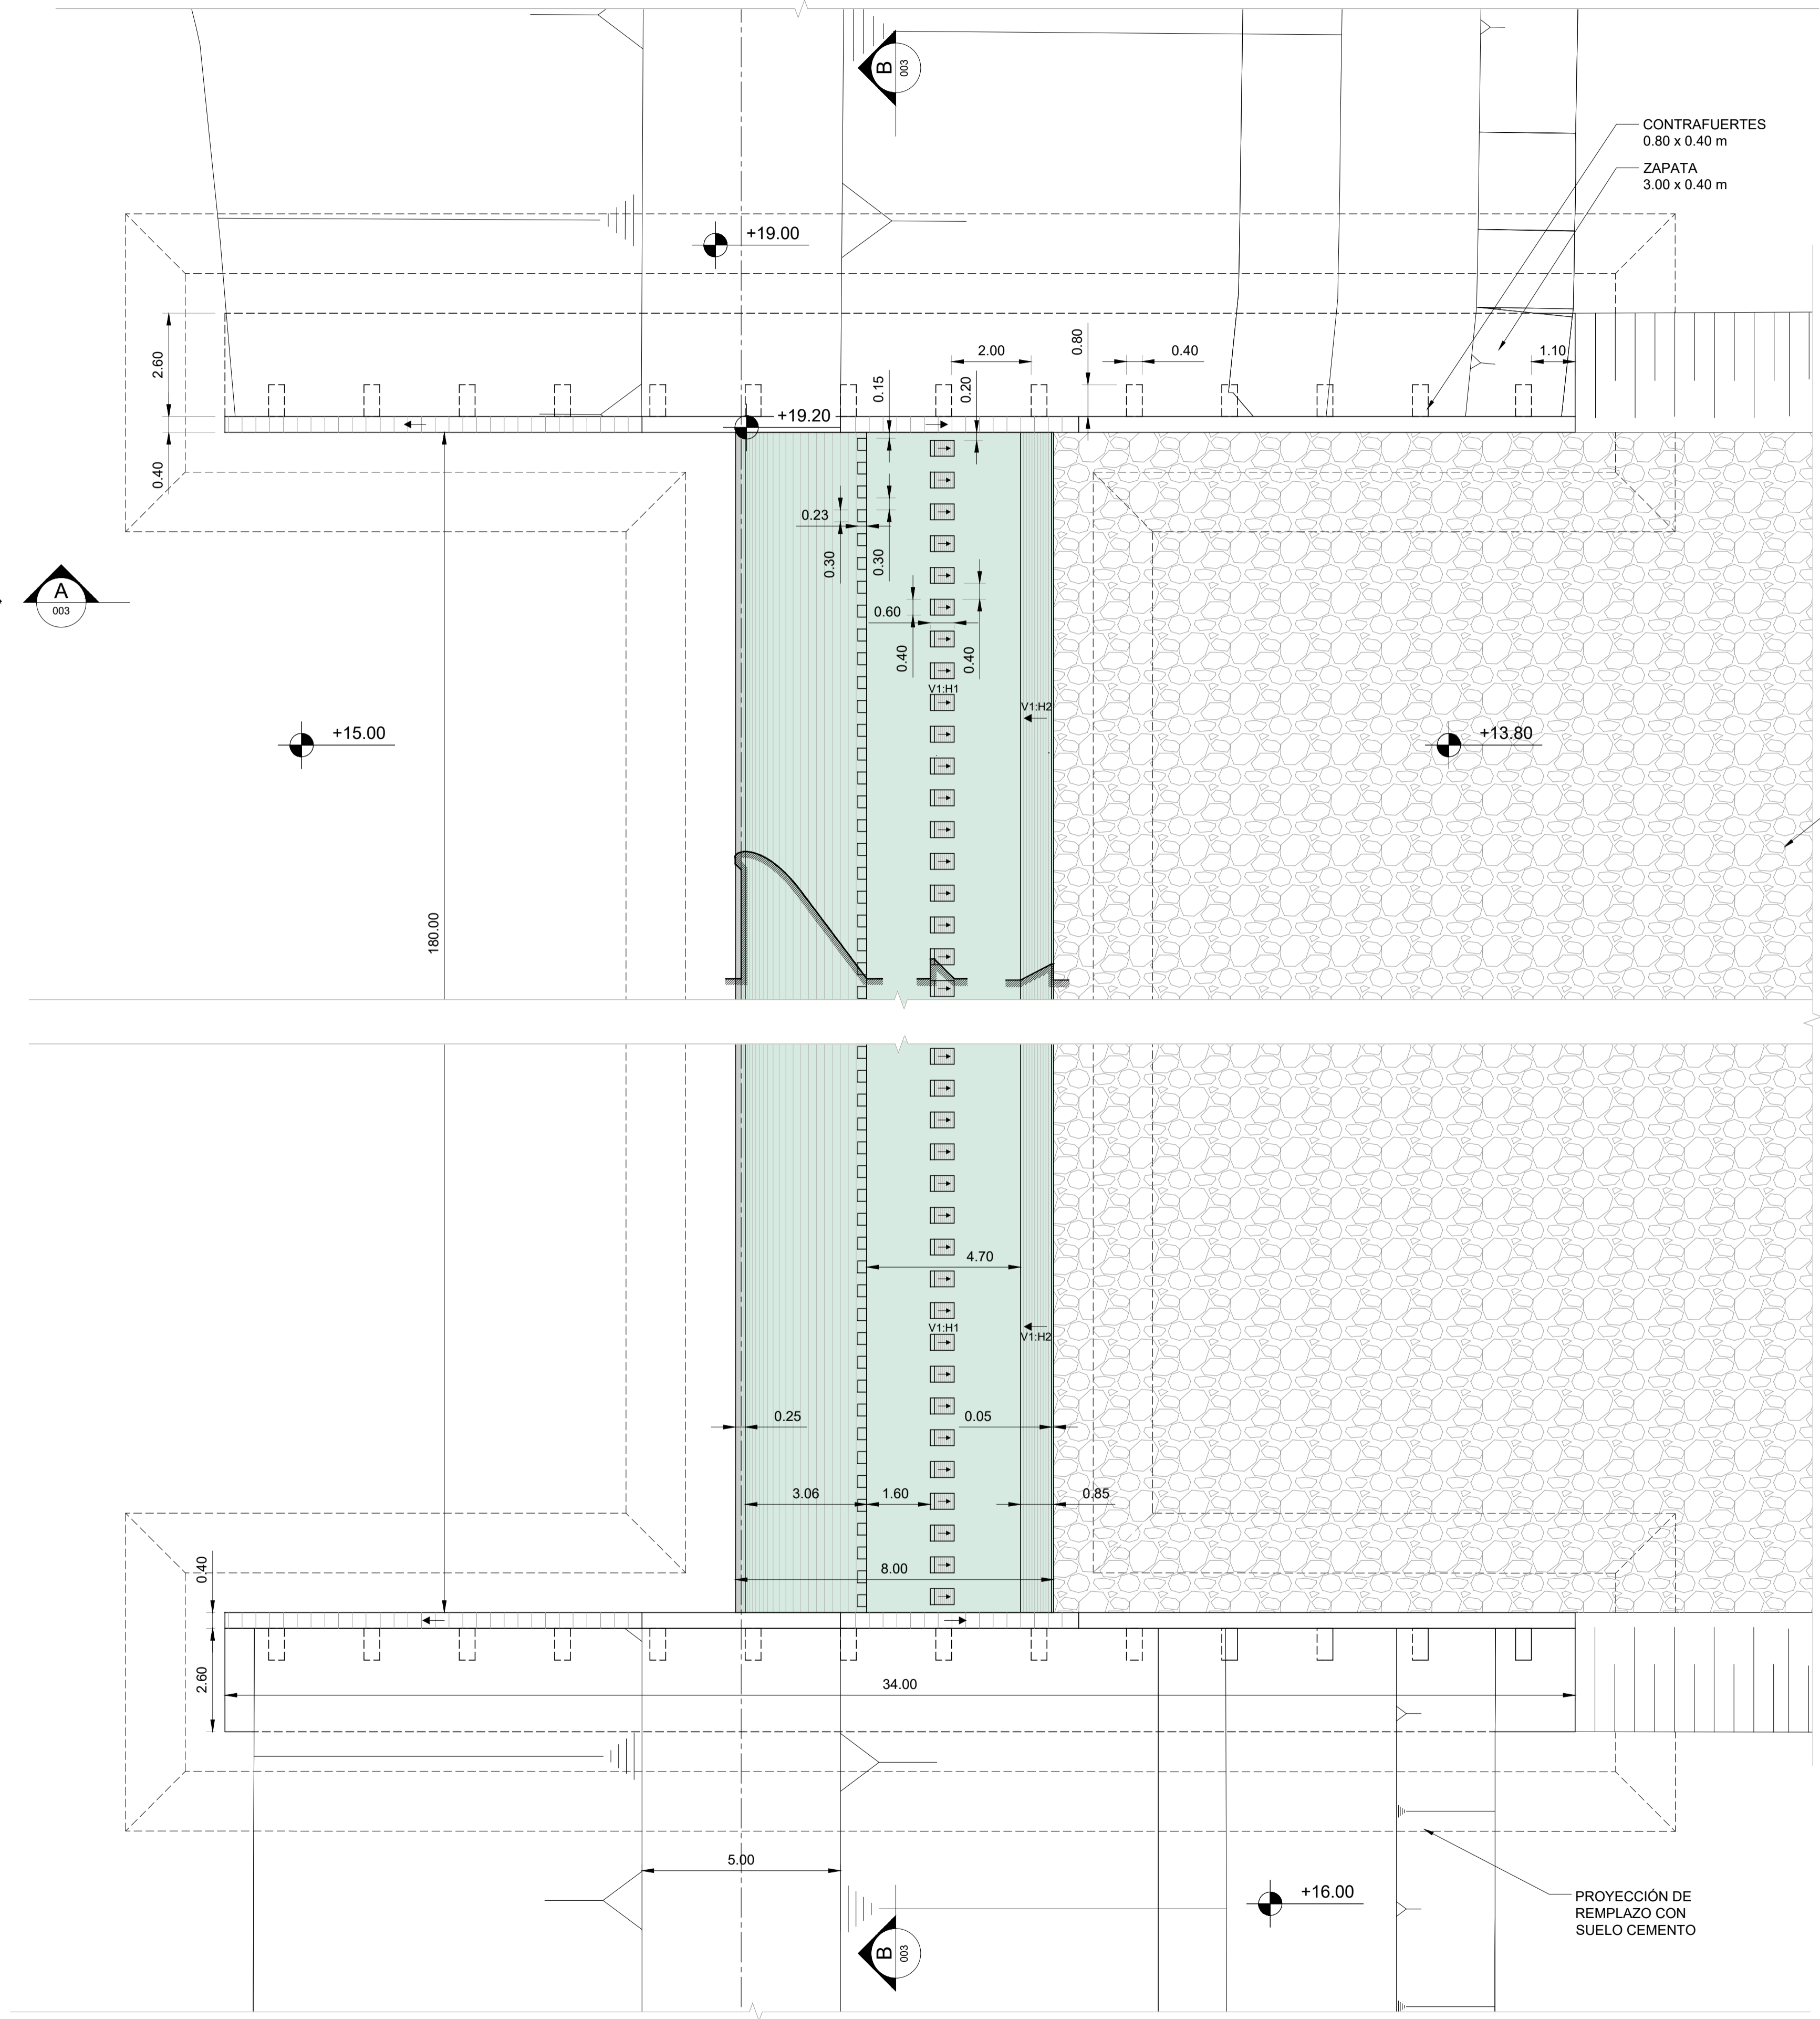 B
003
CONTRAFUERTES
0.80 x 0.40 m
ZAPATA
3.00 x 0.40 m
+19.00
2.60
2.00
0.80
0.40
1.10
0.15
0.20
+19.20
0.40
0.23
0.30
0.30
A
003
0.60
0.40
0.40
V1:H1
V1:H2
+15.00
+13.80
180.00
4.70
V1:H1
V1:H2
0.25
0.05
3.06
1.60
0.85
0.40
8.00
2.60
34.00
5.00
+16.00
PROYECCIÓN DE
REMPLAZO CON
SUELO CEMENTO
B
003